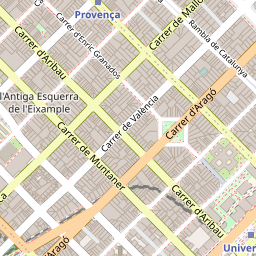 Provença
Carrer de Mallo
Carrer d'Enric Granados
Rambla de Catalunya
Carrer d'Aribau
l'Antiga Esquerra
de l'Eixample
Carrer de València
Carrer d'Aragó
Carrer de Muntaner
Carrer d'Aribau
Aragó
Univer